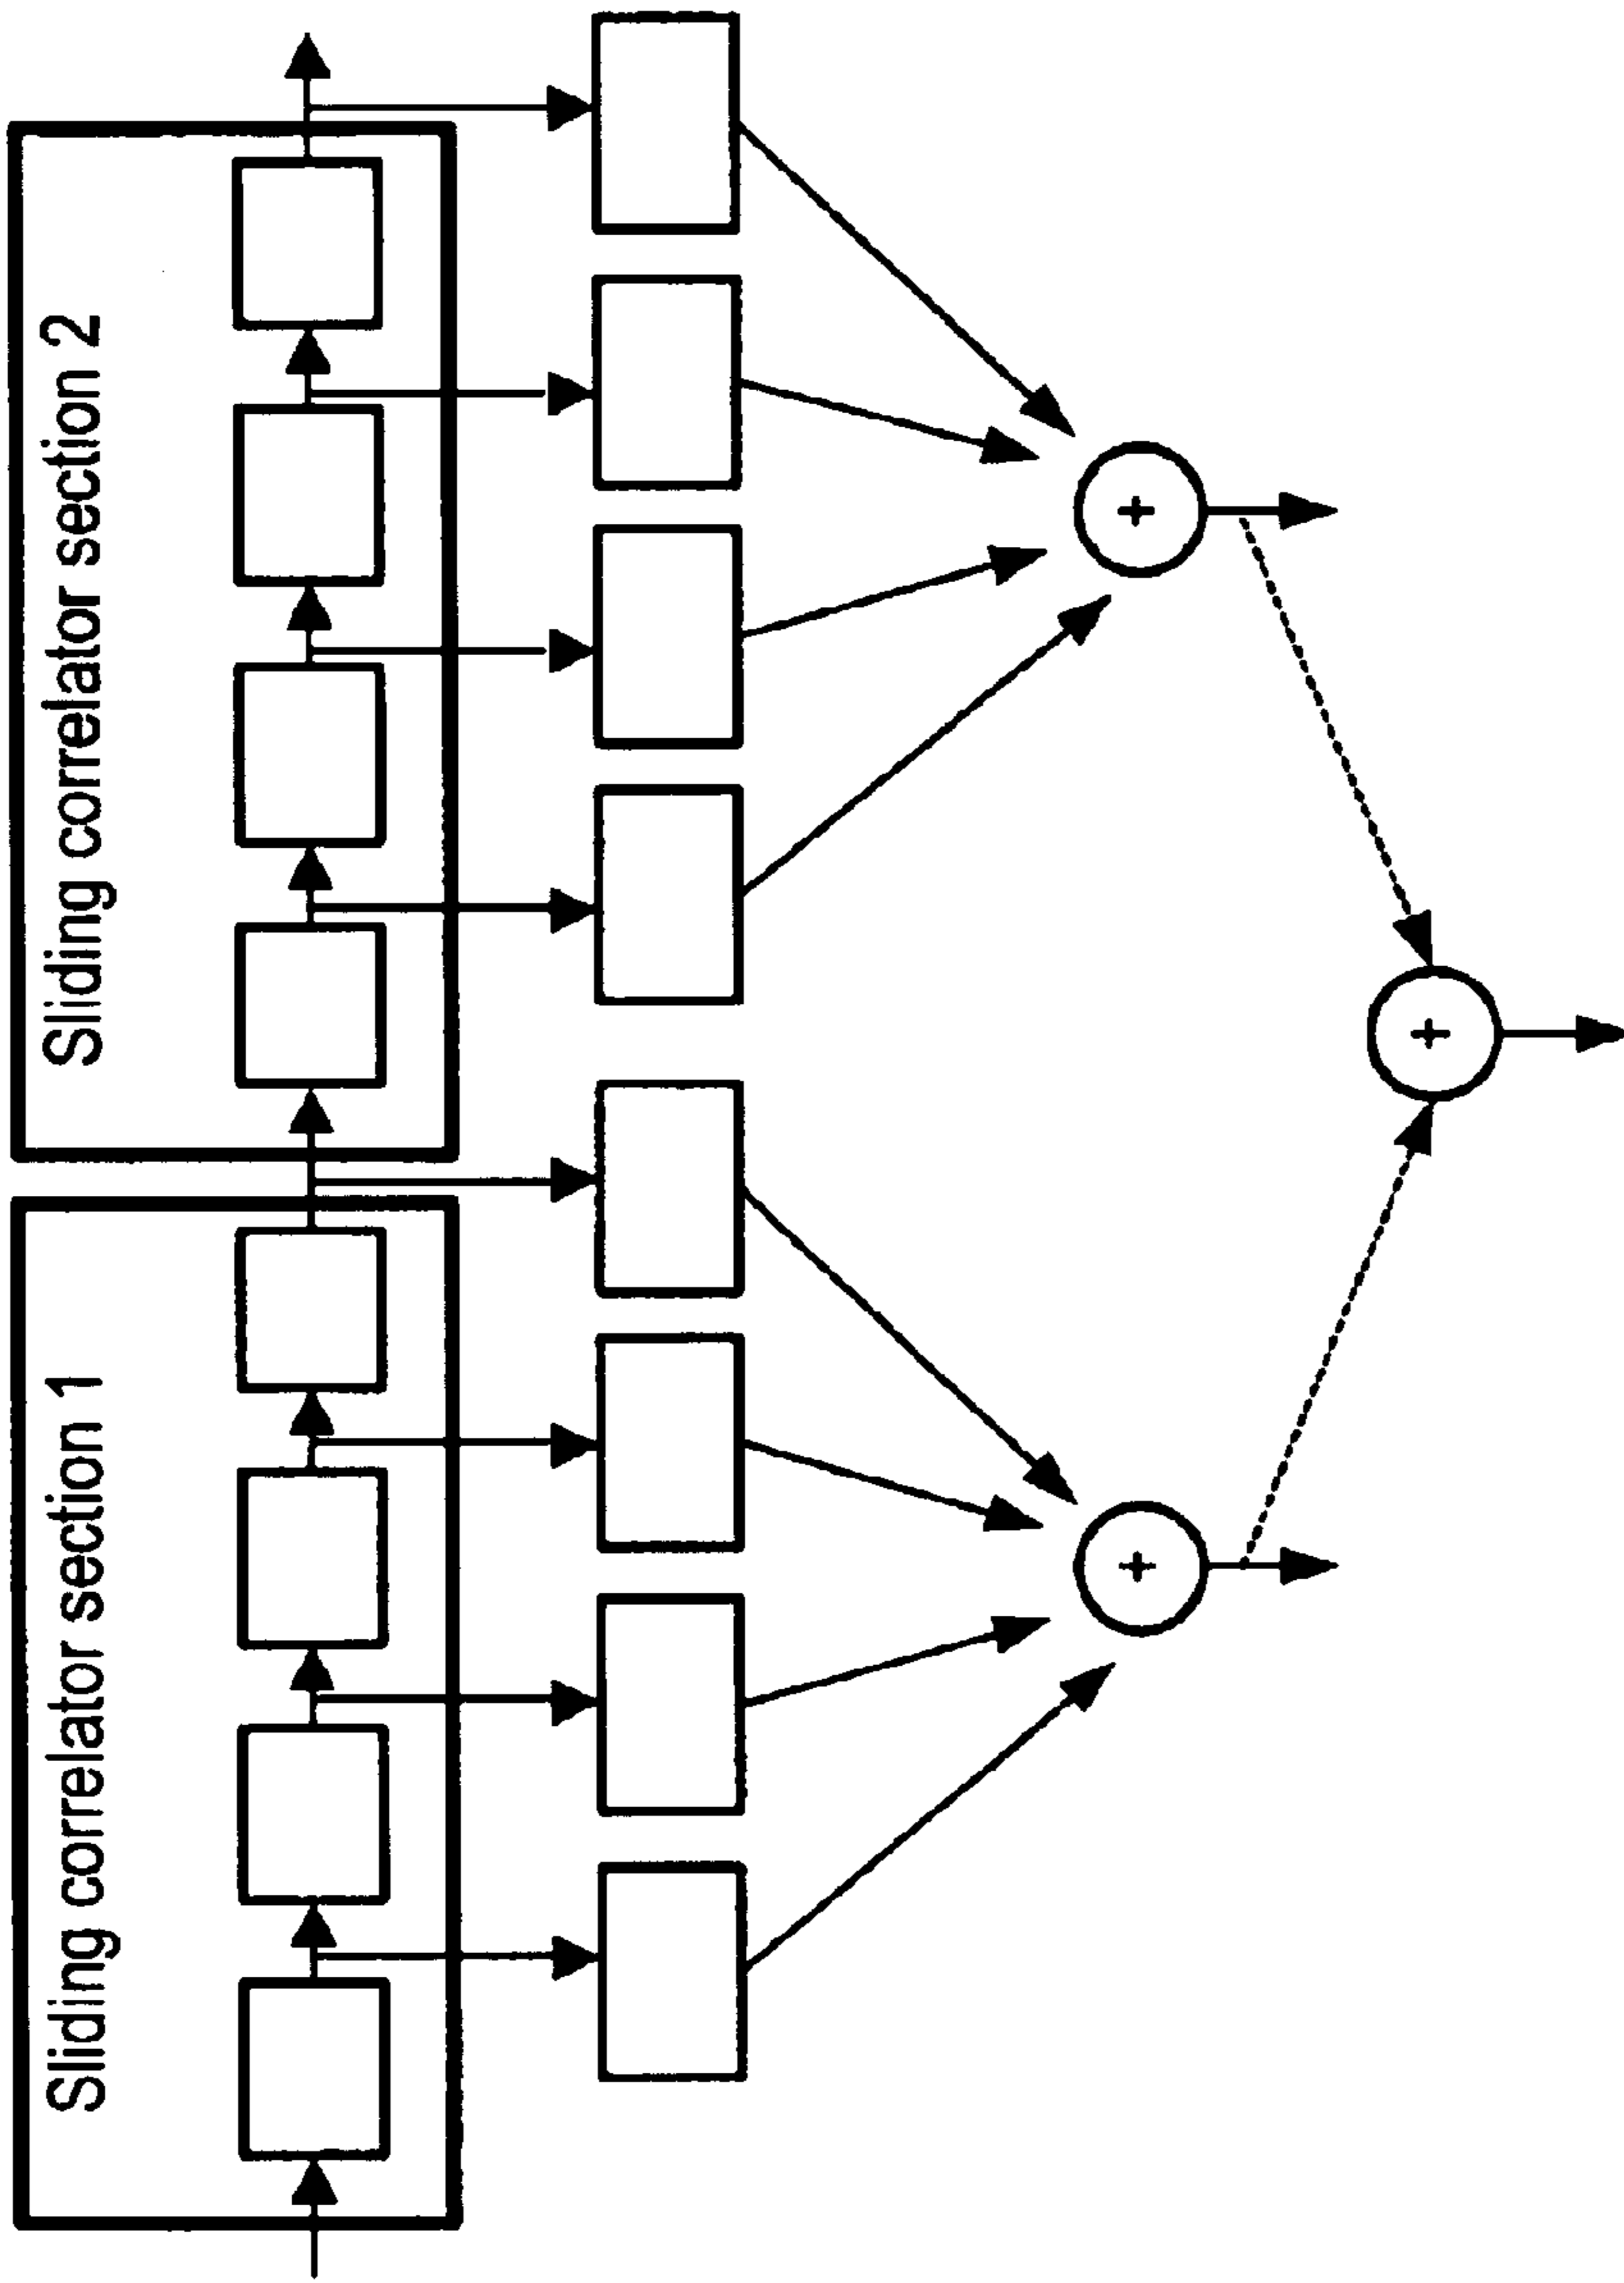 Sliding correlator section 1
Sliding correlator section 2
+
+
+